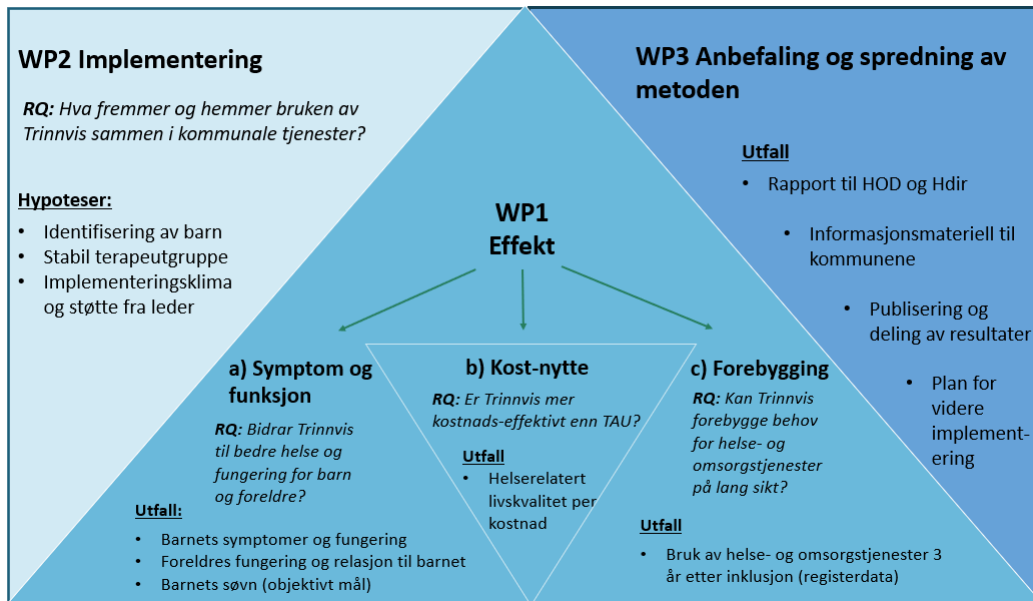 WP2 Implementering
RQ: Hva fremmer og hemmer bruken av
Trinnvis sammen i kommunale tjenester?
Hypoteser:
• Identifisering av barn
• Stabil terapeutgruppe
• Implementeringsklima
og støtte fra leder
WP3 Anbefaling og spredning av
metoden
Utfall
• Rapport til HOD og Hdir
• Informasjonsmateriell til
kommunene
• Publisering og
deling av resultater
• Plan for
videre
implement-
ering
WP1
Effekt
a) Symptom og
funksjon
RQ: Bidrar Trinnvis
til bedre helse og
fungering for barn
og foreldre?
Utfall:
• Barnets symptomer og fungering
• Foreldres fungering og relasjon til barnet
• Barnets søvn (objektivt mål)
b) Kost-nytte
RQ: Er Trinnvis mer
kostnads-effektivt enn TAU?
Utfall
• Helserelatert
livskvalitet per
kostnad
c) Forebygging
RQ: Kan Trinnvis
forebygge behov
for helse- og
omsorgstjenester
på lang sikt?
Utfall
• Bruk av helse- og omsorgstjenester 3
år etter inklusjon (registerdata)